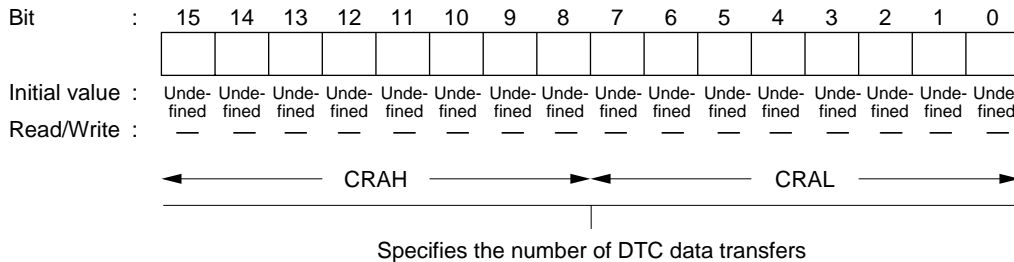 Bit : 15 14 13 12 11 10 9 8 7 6 5 4 3 2 1 0
Initial value : Unde- Unde- Unde- Unde- Unde- Unde- Unde- Unde- Unde- Unde- Unde- Unde- Unde- Unde- Unde- Unde-
fined fined fined fined fined fined fined fined fined fined fined fined fined fined fined fined
Read/Write : — — — — — — — — — — — — — — — —
CRAH CRAL
Specifies the number of DTC data transfers